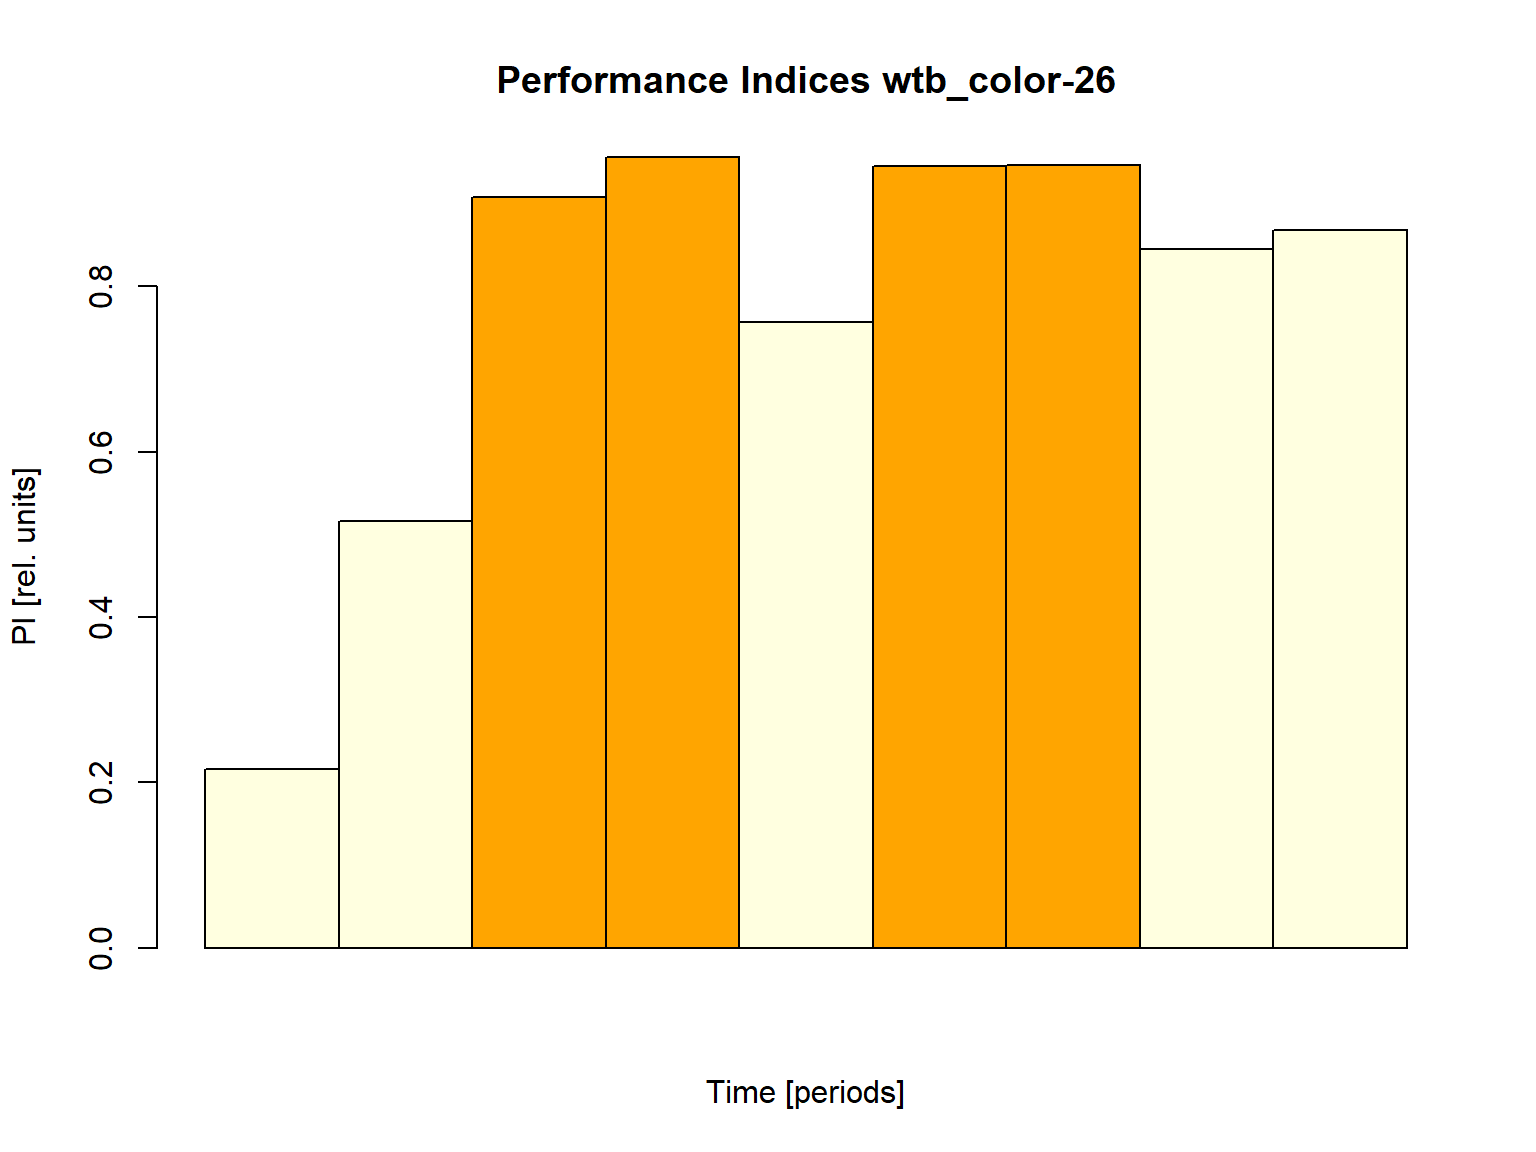 Performance Indices wtb_color-26
PI [rel. units]
0.8
0.6
0.4
0.2
0.0
Time [periods]